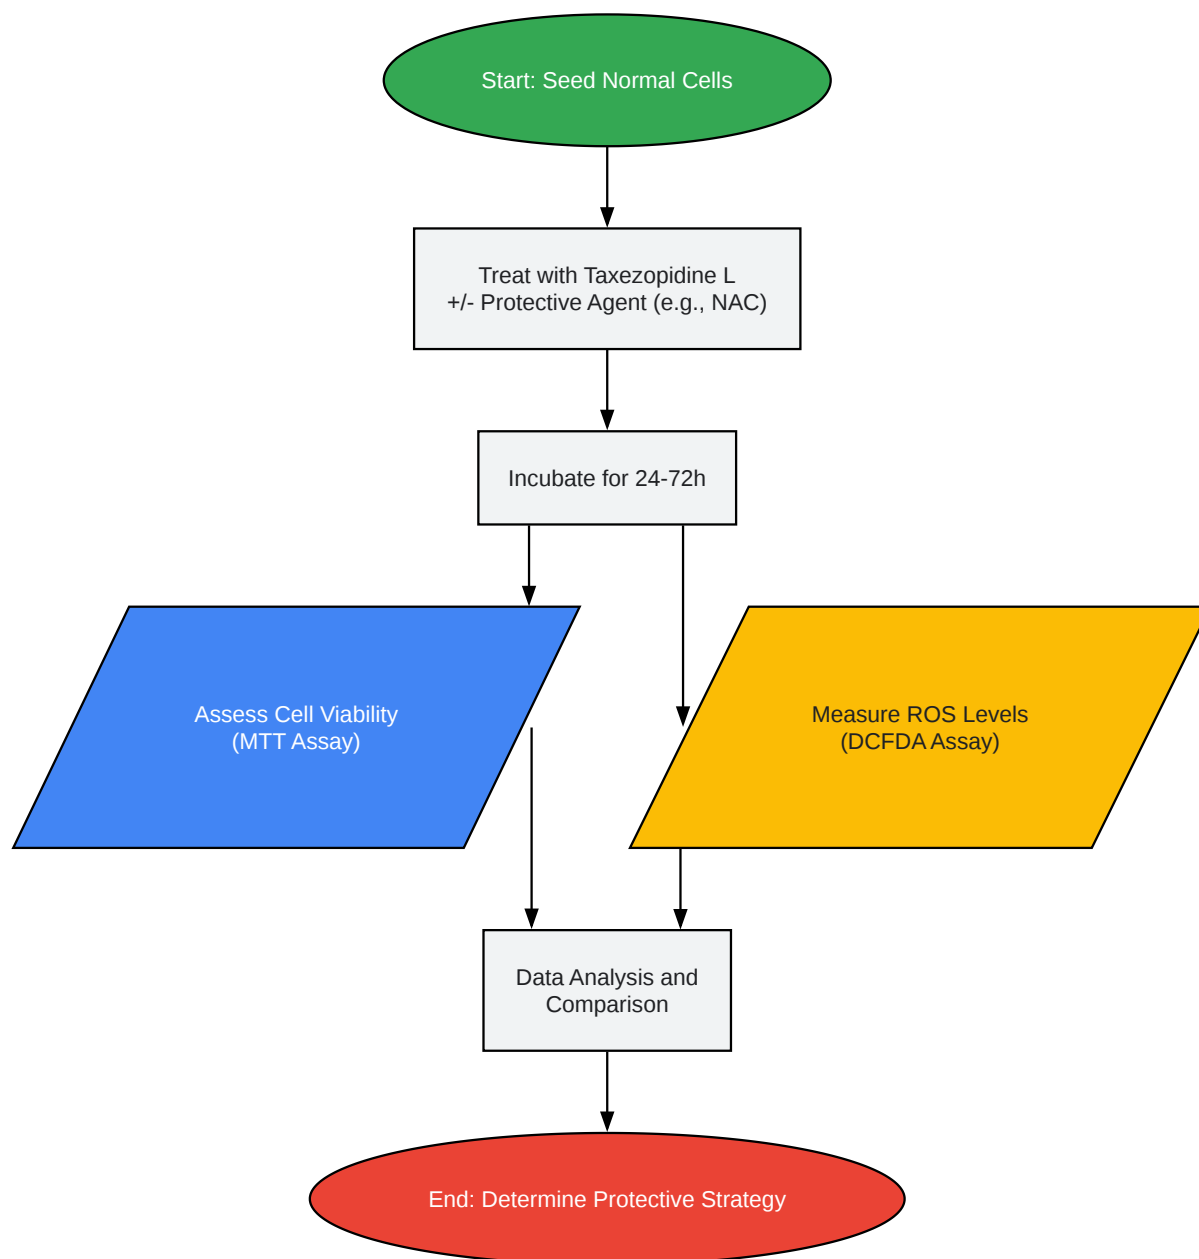 Start: Seed Normal Cells
Treat with Taxezopidine L
+/- Protective Agent (e.g., NAC)
Incubate for 24-72h
Assess Cell Viability
(MTT Assay)
Measure ROS Levels
(DCFDA Assay)
Data Analysis and
Comparison
End: Determine Protective Strategy